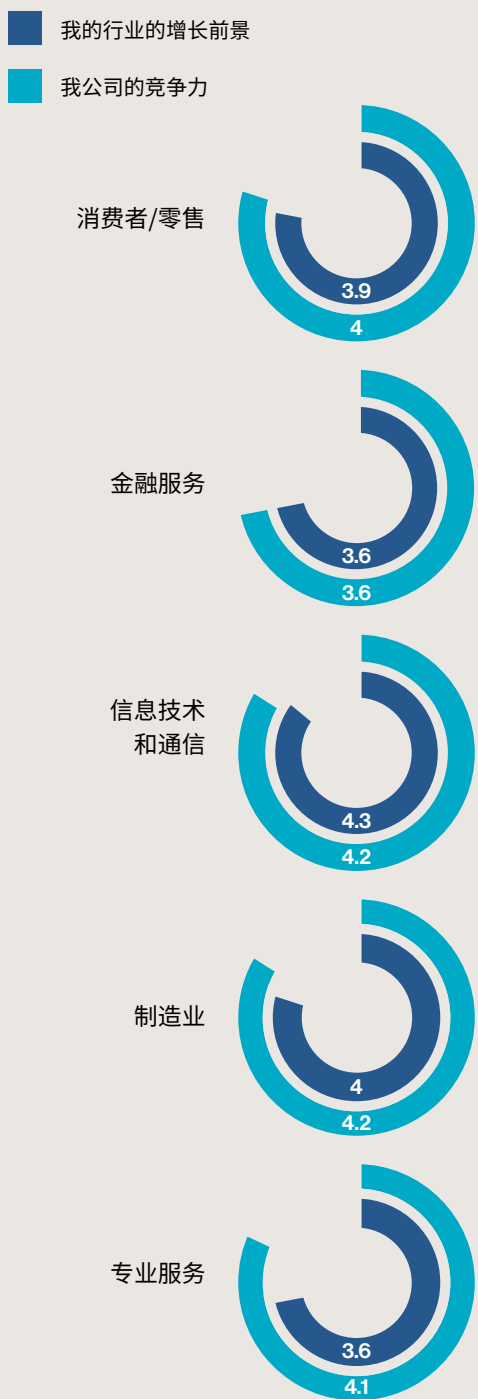 我的行业的增长前景
我公司的竞争力
消费者/零售
3.9
4
金融服务
3.6
3.6
信息技术
和通信
4.3
4.2
制造业
4
4.2
专业服务
3.6
4.1